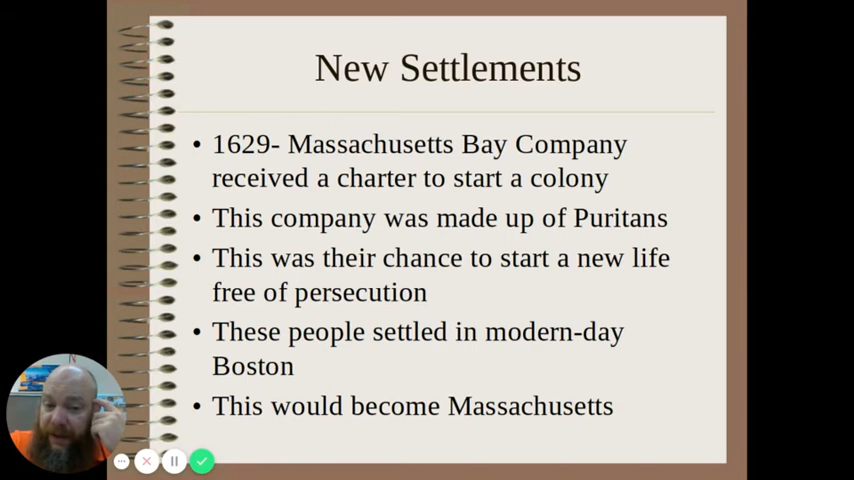 New Settlements
• 1629- Massachusetts Bay Company
received a charter to start a colony
• This company was made up of Puritans
• This was their chance to start a new life
free of persecution
• These people settled in modern-day
Boston
• This would become Massachusetts